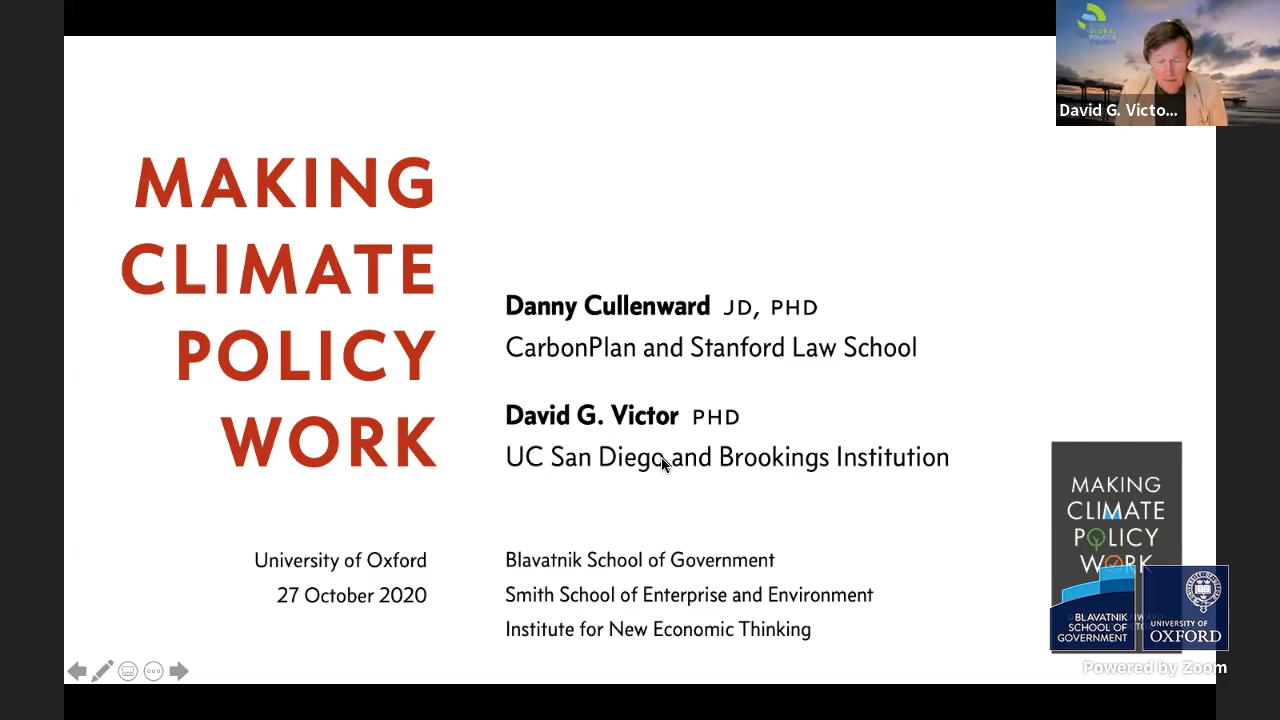 GLOBAL
David G. Victo...
MAKING
CLIMATE
POLICY
WORK
Danny Cullenward JD, PHD
CarbonPlan and Stanford Law School
David G. Victor PHD
UC San Diego and Brookings Institution
University of Oxford
27 October 2020
Blavatnik School of Government
Smith School of Enterprise and Environment
Institute for New Economic Thinking
MAKING
CLIMATE
POLICY
WORK
BLAVATNIK
SCHOOL OF
GOVERNMENT
UNIVERSITY OF
OXFORD
Powered by Zoom